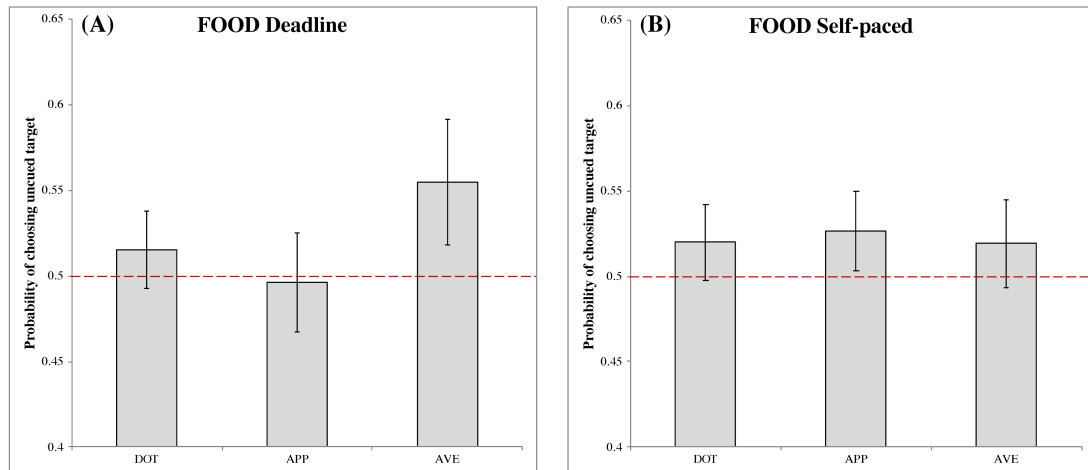 (A)
FOOD Deadline
Probability of choosing uncued target
0.65
0.6
0.55
0.5
0.45
0.4
DOT
APP
AVE
(B)
FOOD Self-paced
Probability of choosing uncued target
0.65
0.6
0.55
0.5
0.45
0.4
DOT
APP
AVE